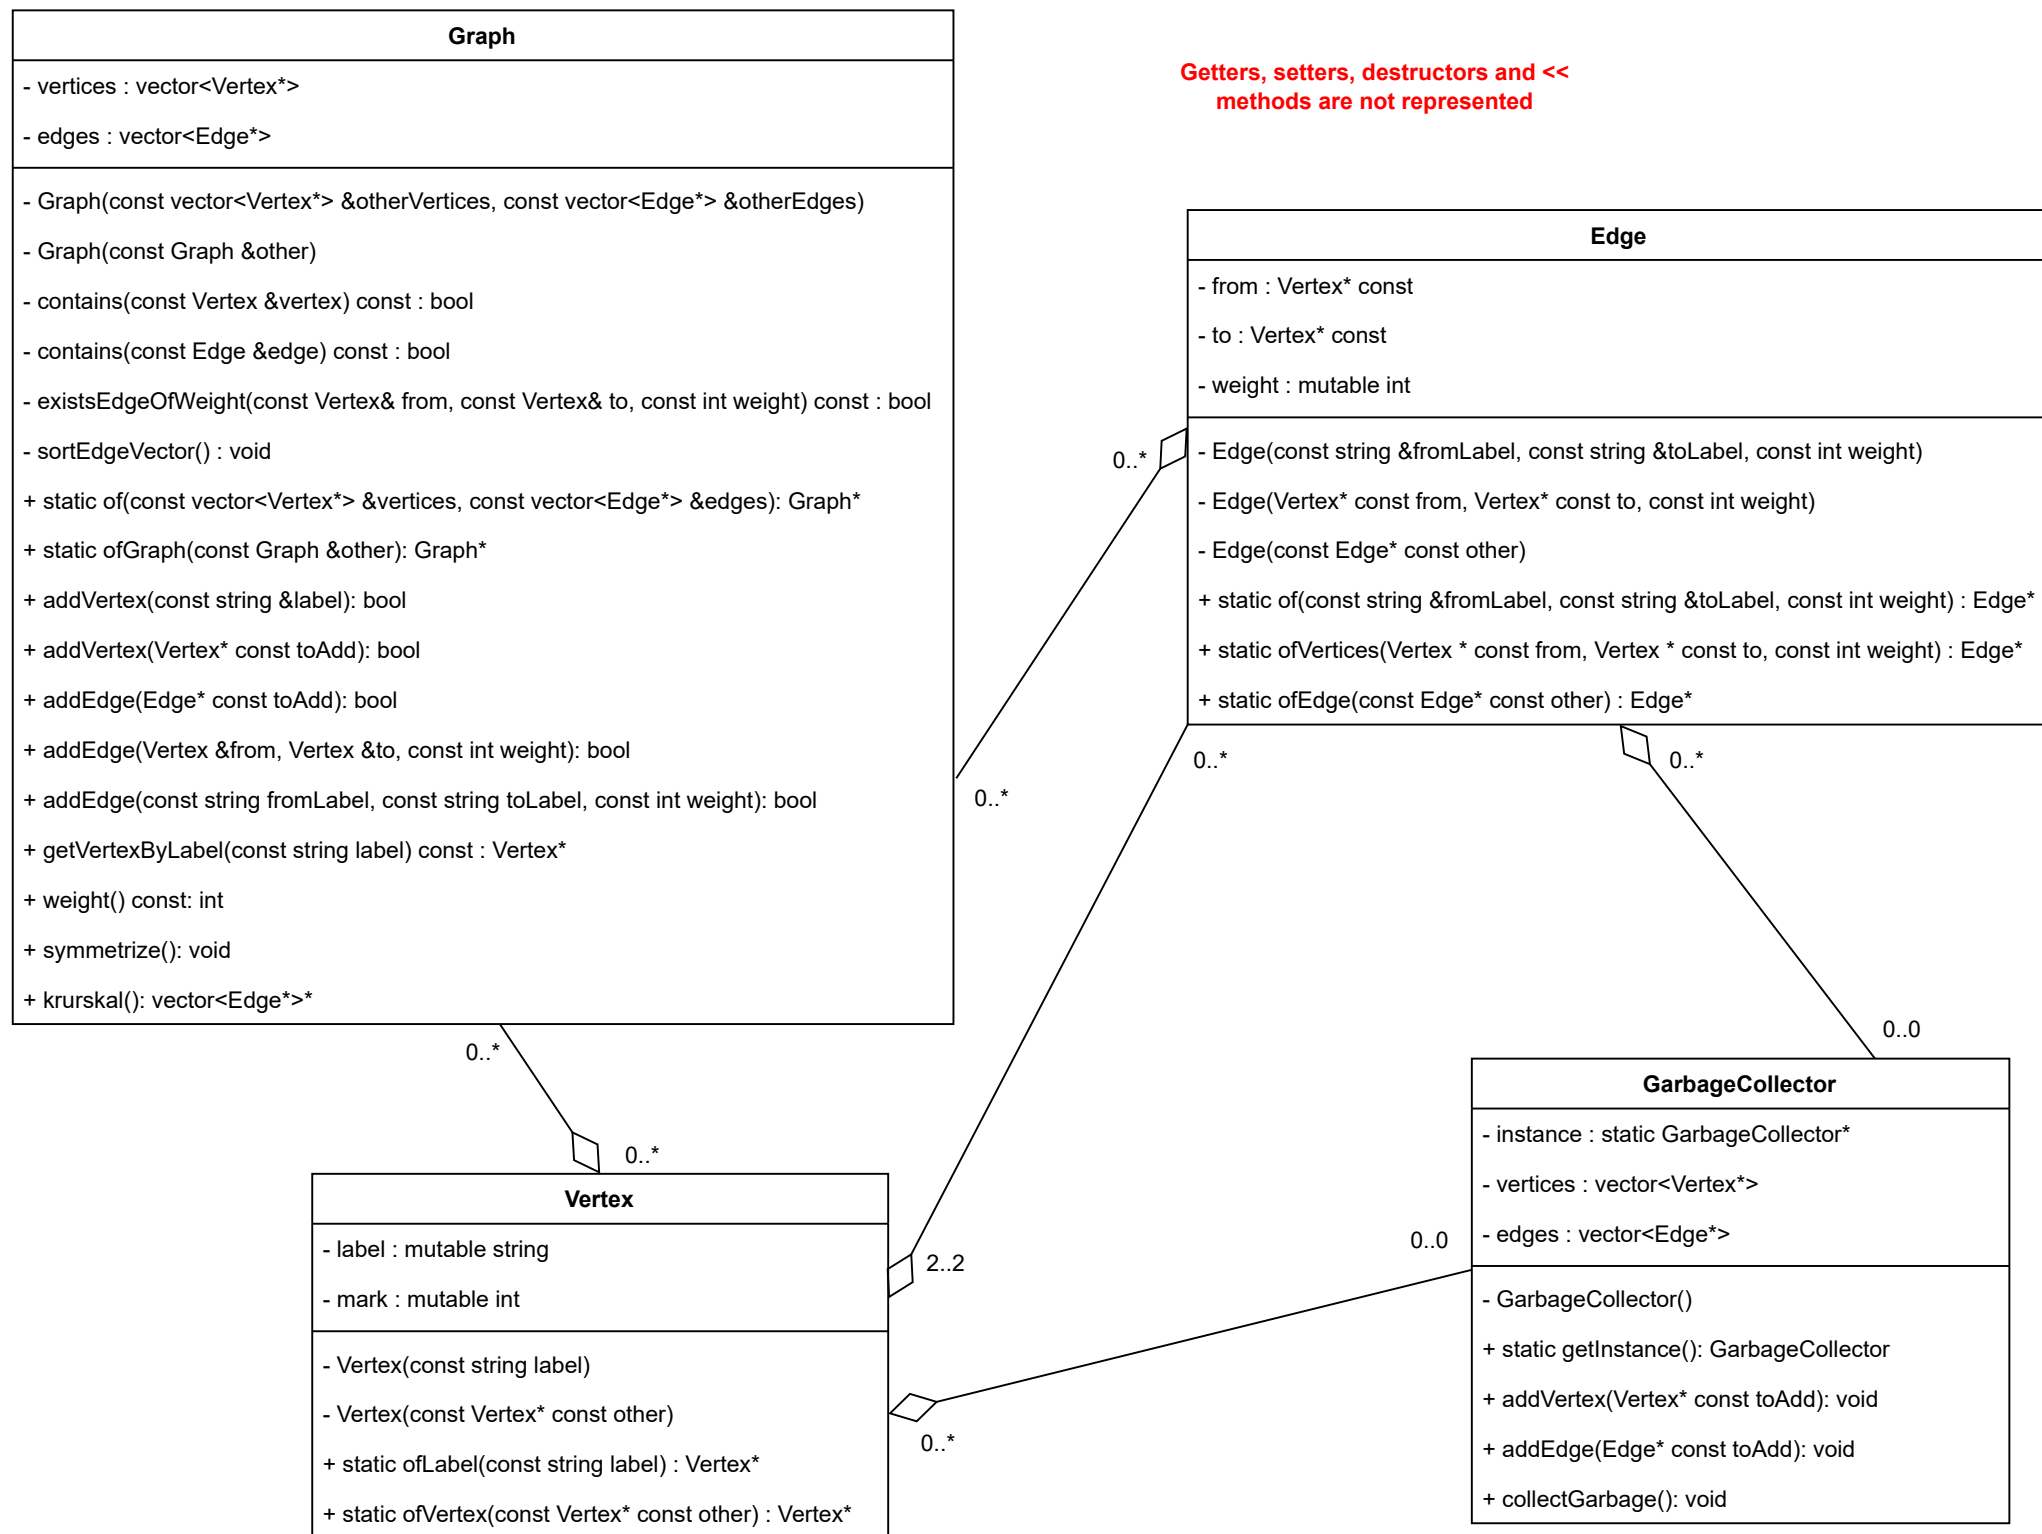 Graph
- vertices : vector<Vertex*>
- edges : vector<Edge*>
- Graph(const vector<Vertex*> &otherVertices, const vector<Edge*> &otherEdges)
- Graph(const Graph &other)
- contains(const Vertex &vertex) const : bool
- contains(const Edge &edge) const : bool
- existsEdgeOfWeight(const Vertex& from, const Vertex& to, const int weight) const : bool
- sortEdgeVector() : void
+ static of(const vector<Vertex*> &vertices, const vector<Edge*> &edges): Graph*
+ static ofGraph(const Graph &other): Graph*
+ addVertex(const string &label): bool
+ addVertex(Vertex* const toAdd): bool
+ addEdge(Edge* const toAdd): bool
+ addEdge(Vertex &from, Vertex &to, const int weight): bool
+ addEdge(const string fromLabel, const string toLabel, const int weight): bool
+ getVertexByLabel(const string label) const : Vertex*
+ weight() const: int
+ symmetrize(): void
+ krurskal(): vector<Edge*>*
Getters, setters, destructors and <<
methods are not represented
Edge
- from : Vertex* const
- to : Vertex* const
- weight : mutable int
- Edge(const string &fromLabel, const string &toLabel, const int weight)
- Edge(Vertex* const from, Vertex* const to, const int weight)
- Edge(const Edge* const other)
+ static of(const string &fromLabel, const string &toLabel, const int weight) : Edge*
+ static ofVertices(Vertex * const from, Vertex * const to, const int weight) : Edge*
+ static ofEdge(const Edge* const other) : Edge*
0..*
0..*
0..*
0..*
0..0
0..*
0..*
2..2
0..0
0..*
Vertex
- label : mutable string
- mark : mutable int
- Vertex(const string label)
- Vertex(const Vertex* const other)
+ static ofLabel(const string label) : Vertex*
+ static ofVertex(const Vertex* const other) : Vertex*
GarbageCollector
- instance : static GarbageCollector*
- vertices : vector<Vertex*>
- edges : vector<Edge*>
- GarbageCollector()
+ static getInstance(): GarbageCollector
+ addVertex(Vertex* const toAdd): void
+ addEdge(Edge* const toAdd): void
+ collectGarbage(): void